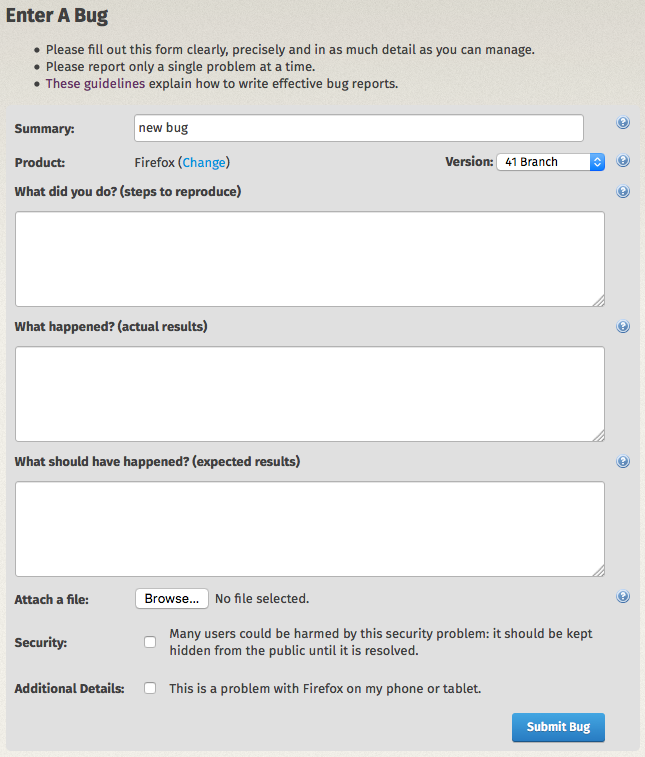 Enter A Bug
Please fill out this form clearly, precisely and in as much detail as you can manage.
Please report only a single problem at a time.
These guidelines explain how to write effective bug reports.
Summary: new bug
Product: Firefox (Change) Version: 41 Branch
What did you do? (steps to reproduce)
What happened? (actual results)
What should have happened? (expected results)
Attach a file: Browse... No file selected.
Security: Many users could be harmed by this security problem: it should be kept
hidden from the public until it is resolved.
Additional Details: This is a problem with Firefox on my phone or tablet.
Submit Bug